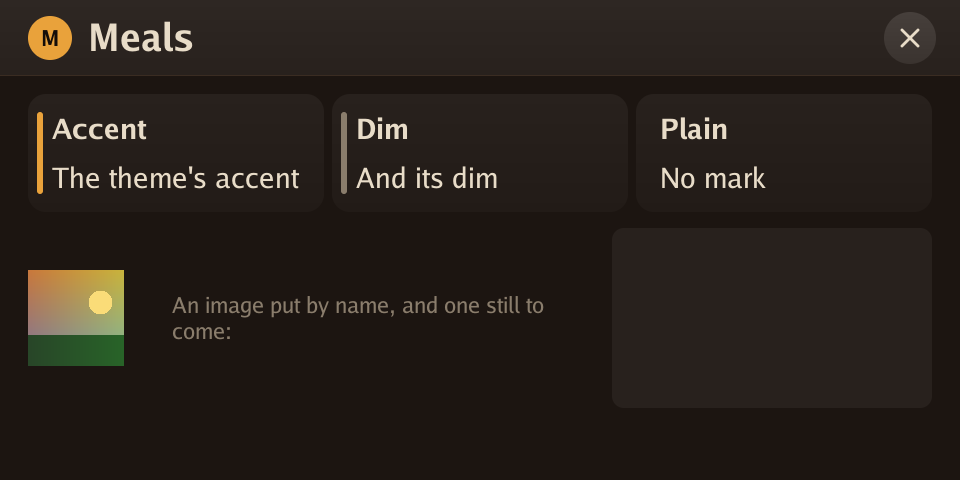 M Meals
Accent
The theme's accent
Dim
And its dim
Plain
No mark
An image put by name, and one still to
come: